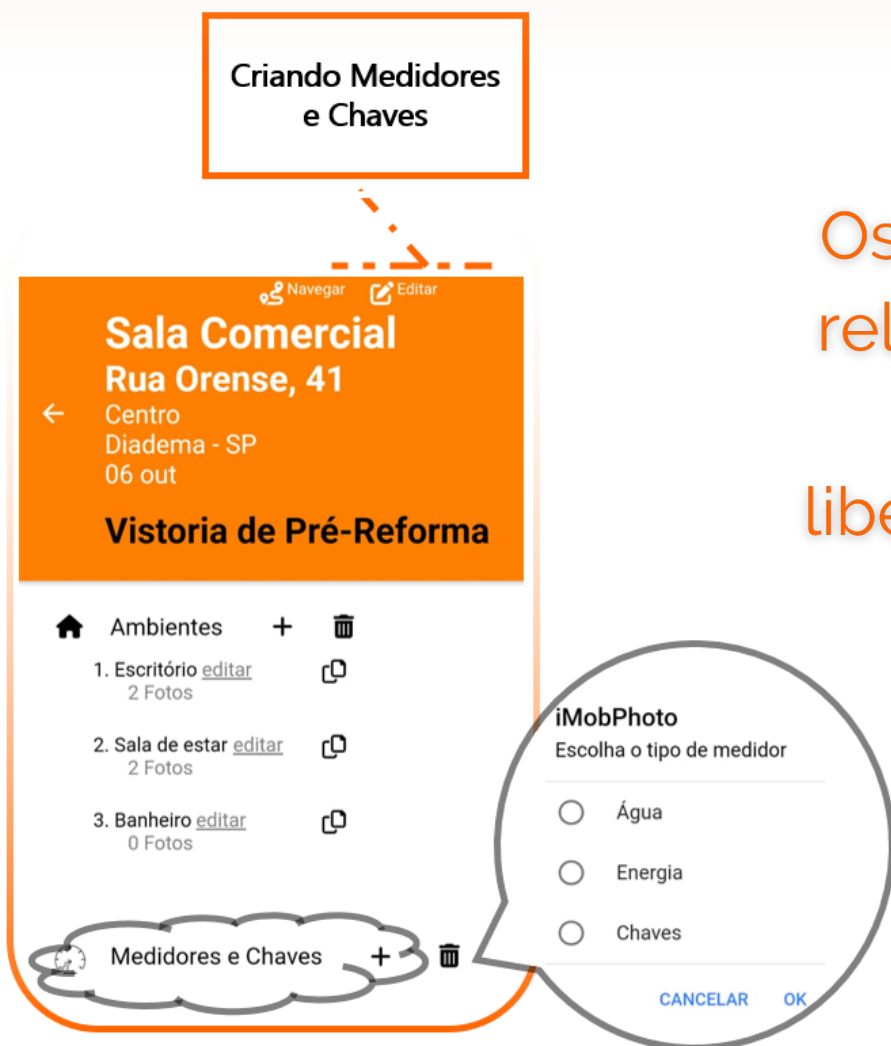 Criando Medidores
e Chaves
Navegar Editar
Sala Comercial
Rua Orense, 41
Centro
Diadema - SP
06 out
Vistoria de Pré-Reforma
Ambientes +
1. Escritório editar
2 Fotos
2. Sala de estar editar
2 Fotos
3. Banheiro editar
0 Fotos
Medidores e Chaves +
iMobPhoto
Escolha o tipo de medidor
Água
Energia
Chaves
CANCELAR OK
Os